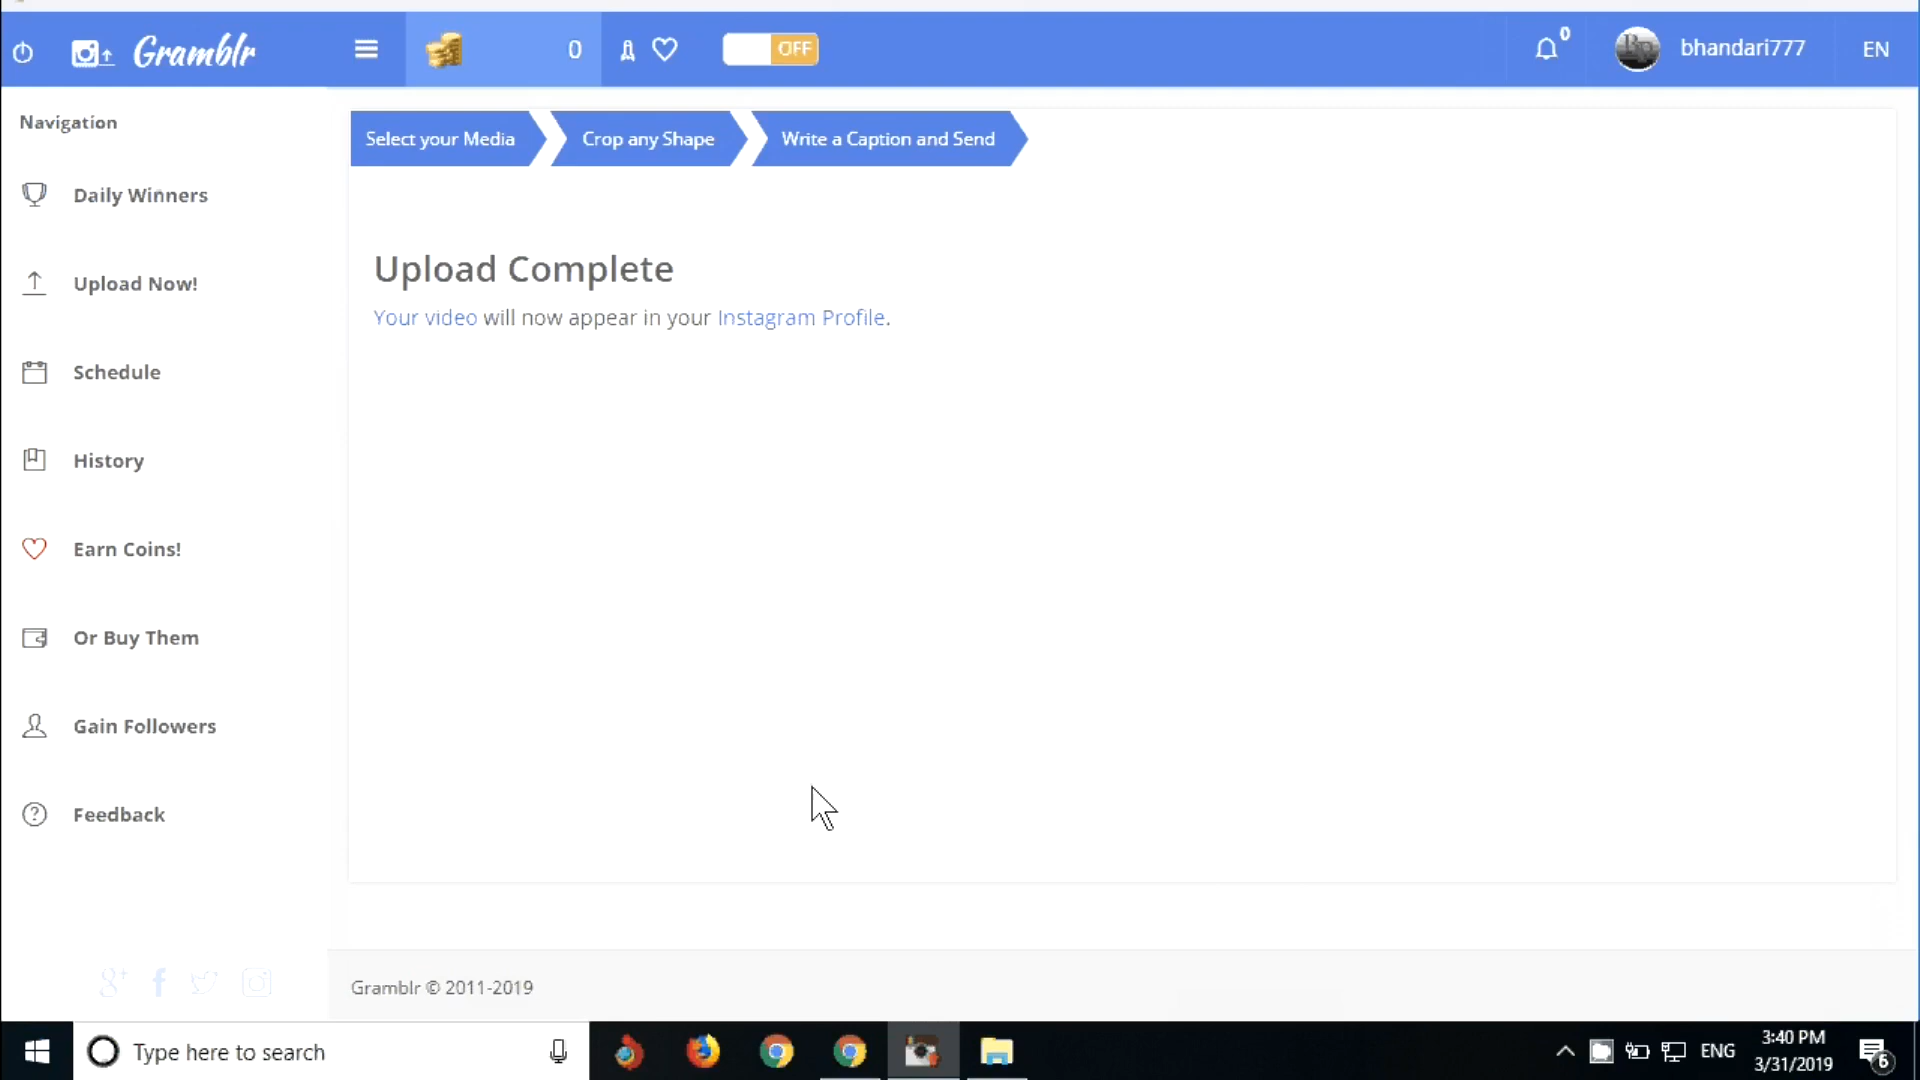 Gramblr
0
OFF
0
bhandari777
EN
Navigation
Daily Winners
Upload Now!
Schedule
History
Earn Coins!
Or Buy Them
Gain Followers
Feedback
Select your Media
Crop any Shape
Write a Caption and Send
Upload Complete
Your video will now appear in your Instagram Profile.
Gramblr © 2011-2019
Type here to search
ENG
3:40 PM
3/31/2019
6